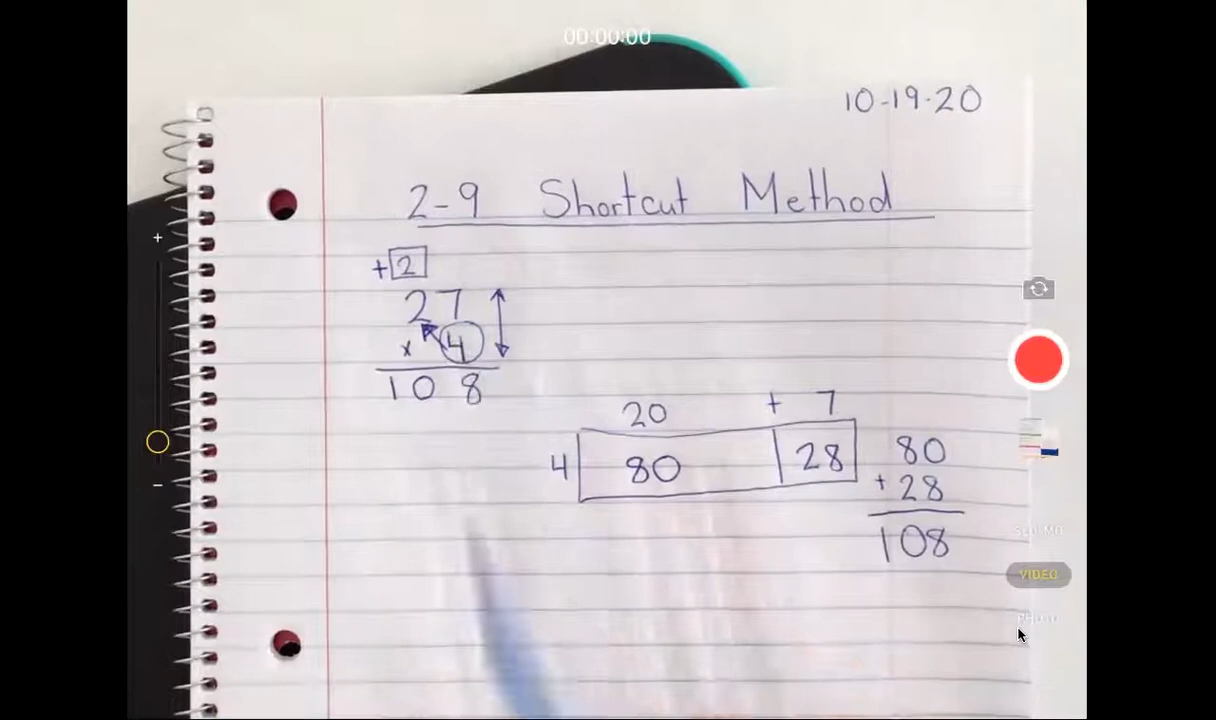 00:00:00
10-19-20
2-9 Shortcut Method
+2
27
x 4
108
20 + 7
4 80 28
80
+28
108
VIDEO
PHOTO